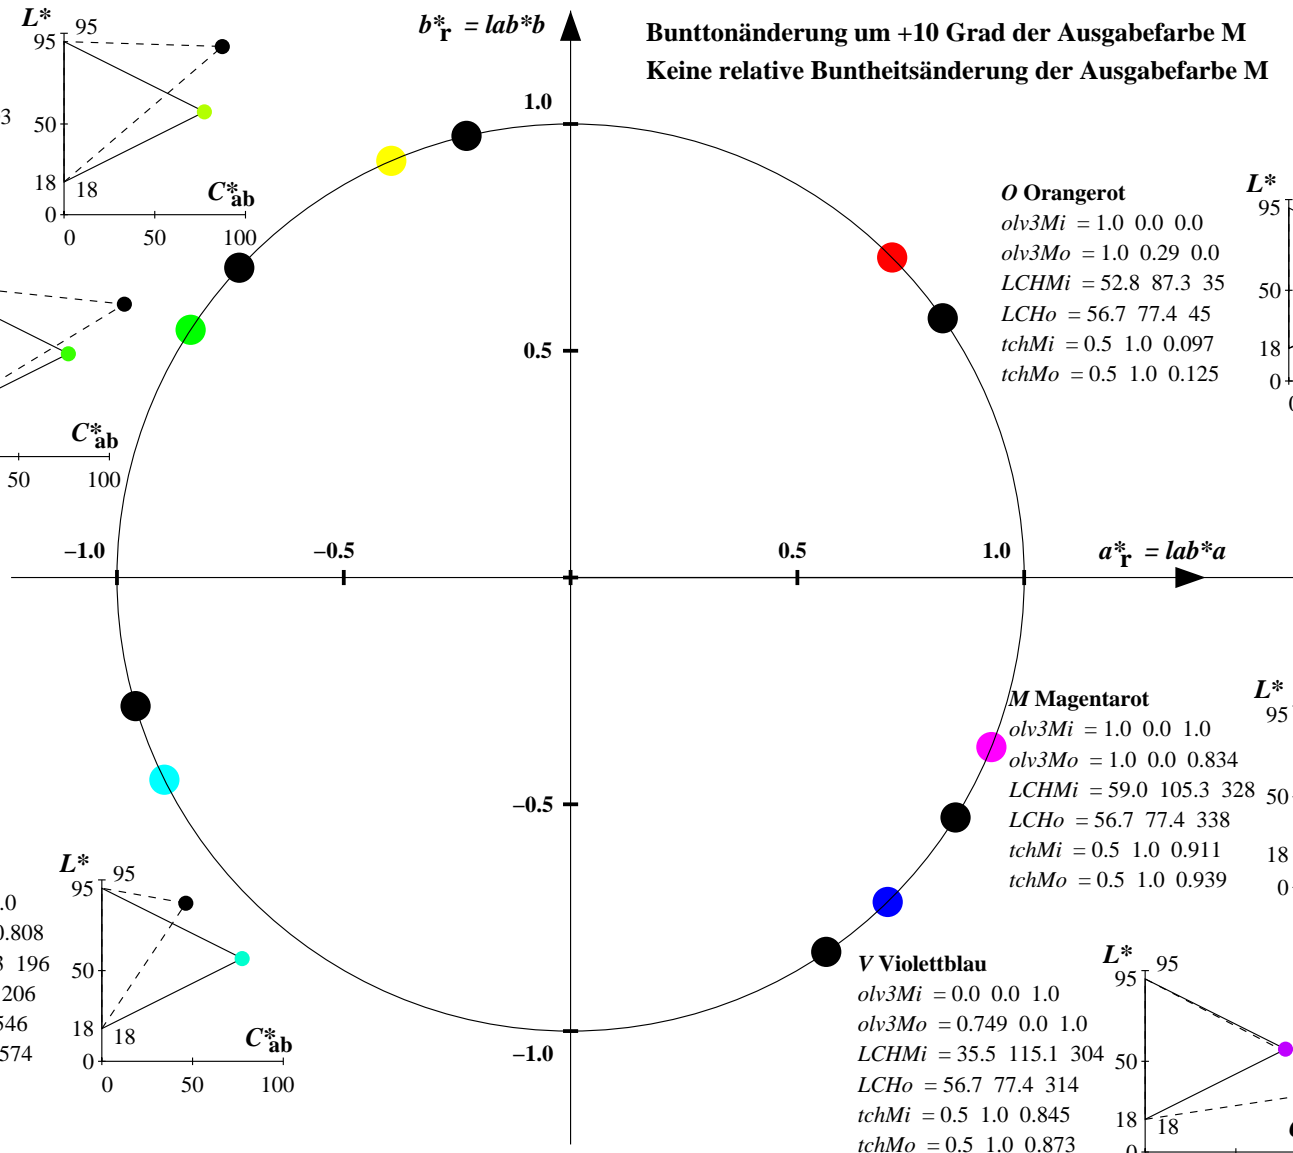 b*r = lab*b
Bunttonänderung um +10 Grad der Ausgabefarbe M
Keine relative Buntheitsänderung der Ausgabefarbe M
L*
95
95
50
18
18
0
C*ab
0 50 100
3
C*ab
50 100
1.0
0.5
−1.0
−0.5
0.5
1.0
a*r = lab*a
−0.5
−1.0
O Orangerot
olv3Mi = 1.0 0.0 0.0
olv3Mo = 1.0 0.29 0.0
LCHMi = 52.8 87.3 35
LCHo = 56.7 77.4 45
tchMi = 0.5 1.0 0.097
tchMo = 0.5 1.0 0.125
L*
95
50
18
0
M Magentarot
olv3Mi = 1.0 0.0 1.0
olv3Mo = 1.0 0.0 0.834
LCHMi = 59.0 105.3 328
LCHo = 56.7 77.4 338
tchMi = 0.5 1.0 0.911
tchMo = 0.5 1.0 0.939
L*
95
50
18
0
.0
0.808
196
206
546
574
L*
95
95
50
18
18
0
C*ab
0 50 100
V Violettblau
olv3Mi = 0.0 0.0 1.0
olv3Mo = 0.749 0.0 1.0
LCHMi = 35.5 115.1 304
LCHo = 56.7 77.4 314
tchMi = 0.5 1.0 0.845
tchMo = 0.5 1.0 0.873
L*
95
95
50
18
18
0